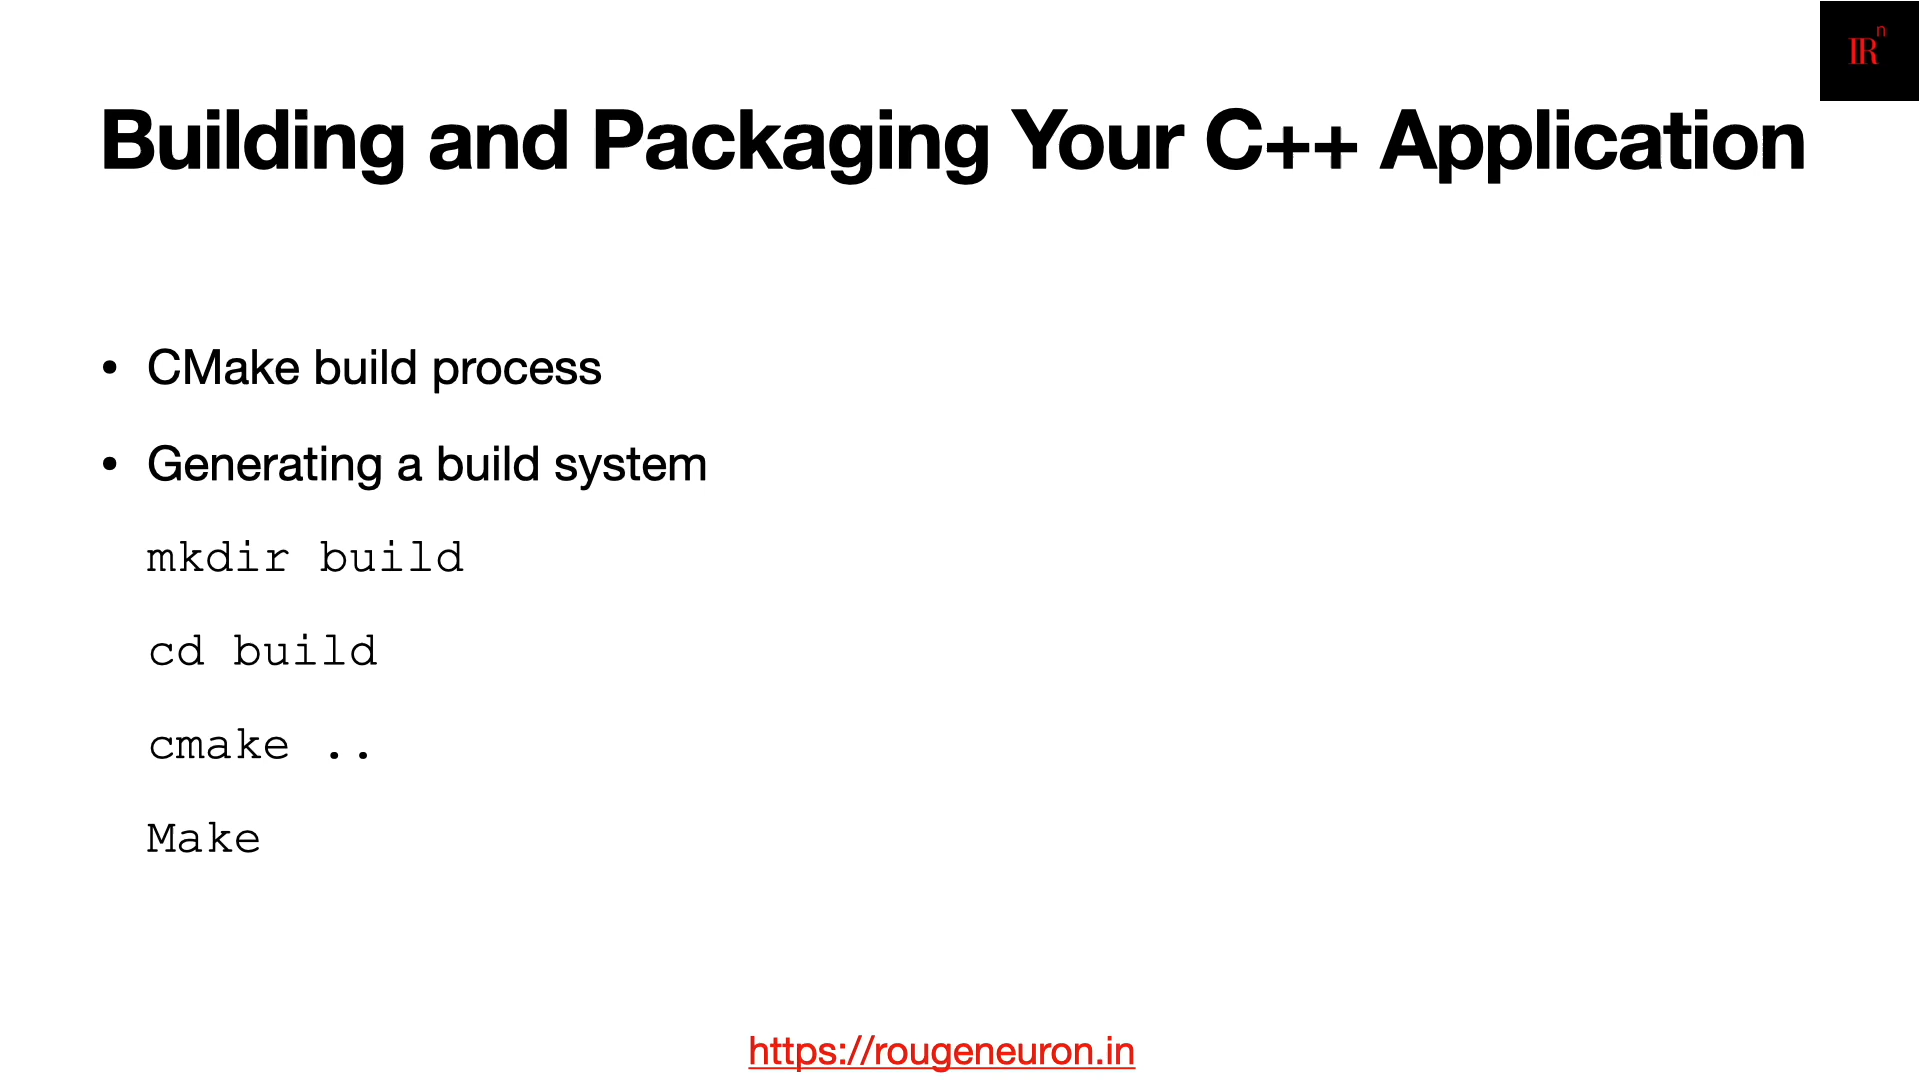 IRn
Building and Packaging Your C++ Application
• CMake build process
• Generating a build system
mkdir build
cd build
cmake ..
Make
https://rougeneuron.in